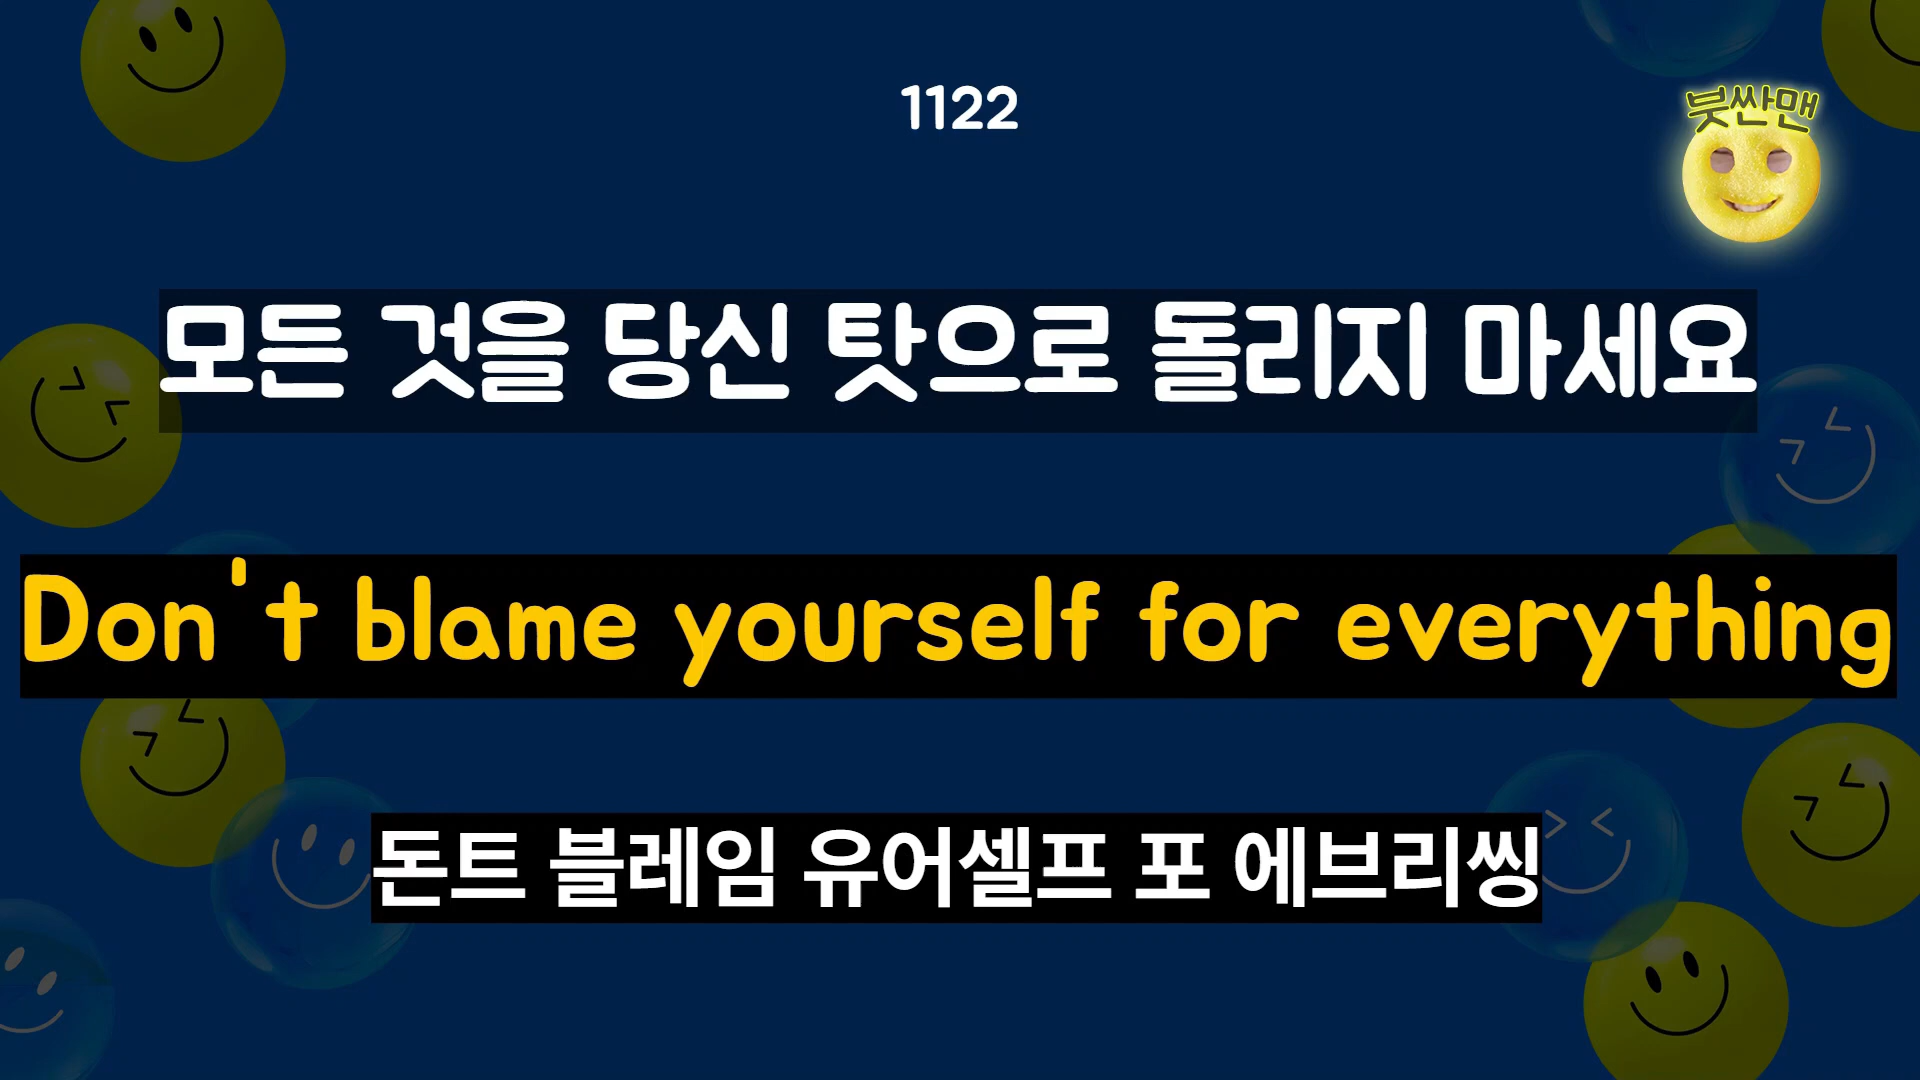 1122
붓싼맨
모든 것을 당신 탓으로 돌리지 마세요
Don't blame yourself for everything
돈트 블레임 유어셀프 포 에브리씽